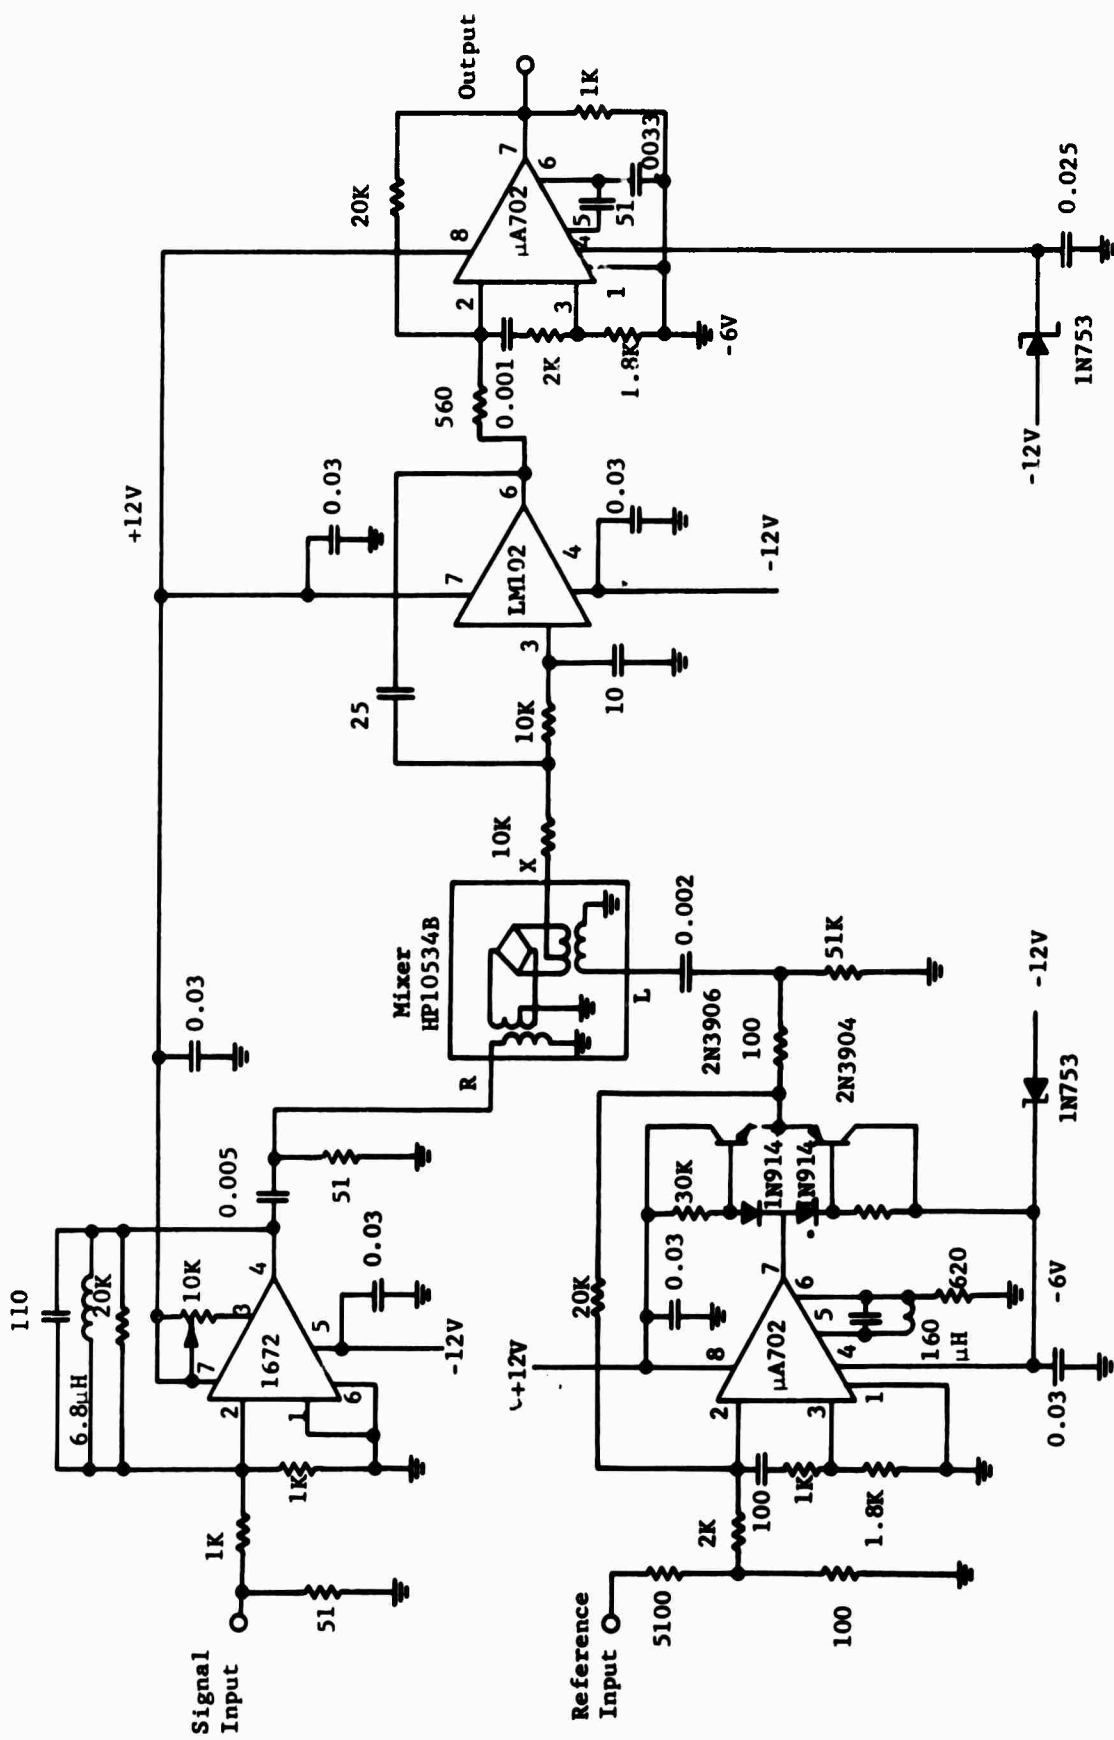 Signal
Input
51
1K
1K
110
6.8μH
20K
10K
2
7
3
1672
4
1
6
5
-12V
0.03
0.005
51
0.03
+12V
R
Mixer
HP10534B
X
L
10K
10K
25
10
3
LM102
7
6
4
0.03
0.03
-12V
560
0.001
2K
1.8K
-6V
20K
2
8
μA702
7
3
1
4
5
6
51
0033
1K
Output
-12V
1N753
0.025
Reference
Input
5100
100
2K
100
1K
1.8K
20K
+12V
0.03
2
8
μA702
7
3
1
4
5
6
160
μH
620
0.03
-6V
30K
1N914
1N914
2N3906
100
2N3904
0.002
51K
1N753
-12V